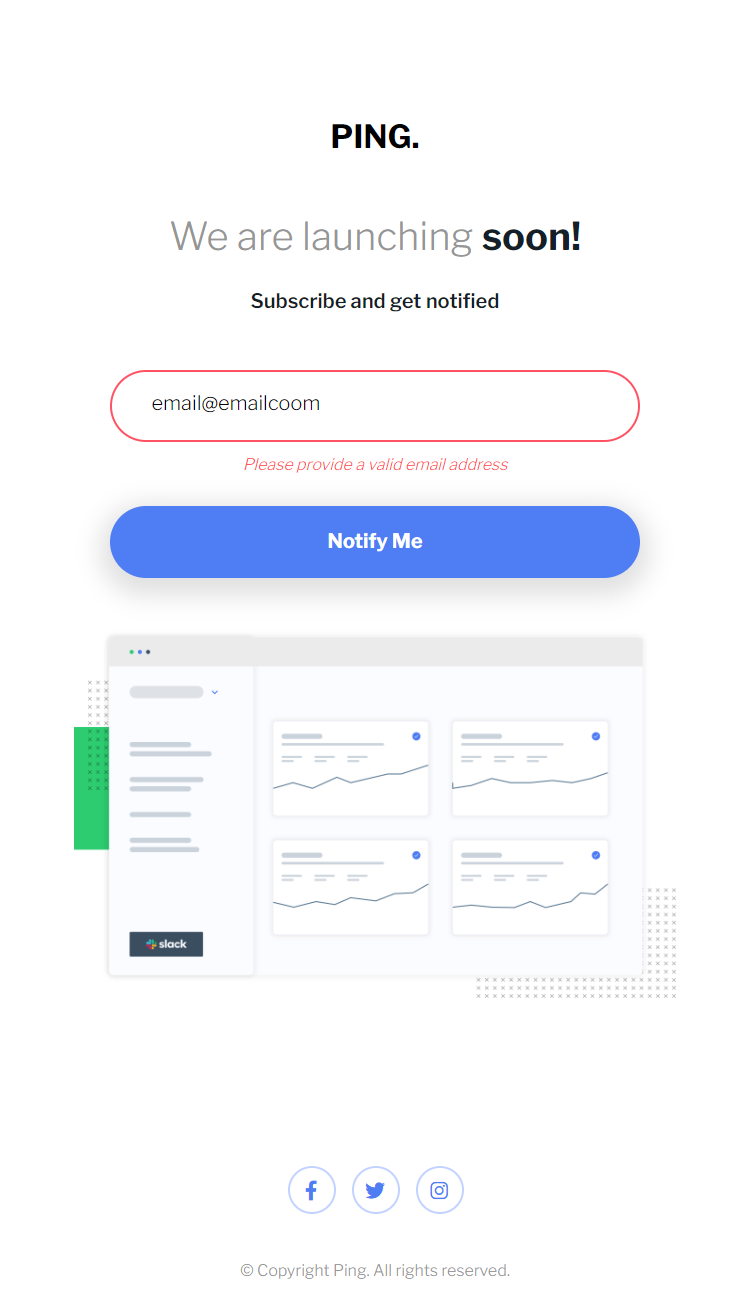 PING.
We are launching soon!
Subscribe and get notified
email@emailcoom
Please provide a valid email address
Notify Me
slack
© Copyright Ping. All rights reserved.